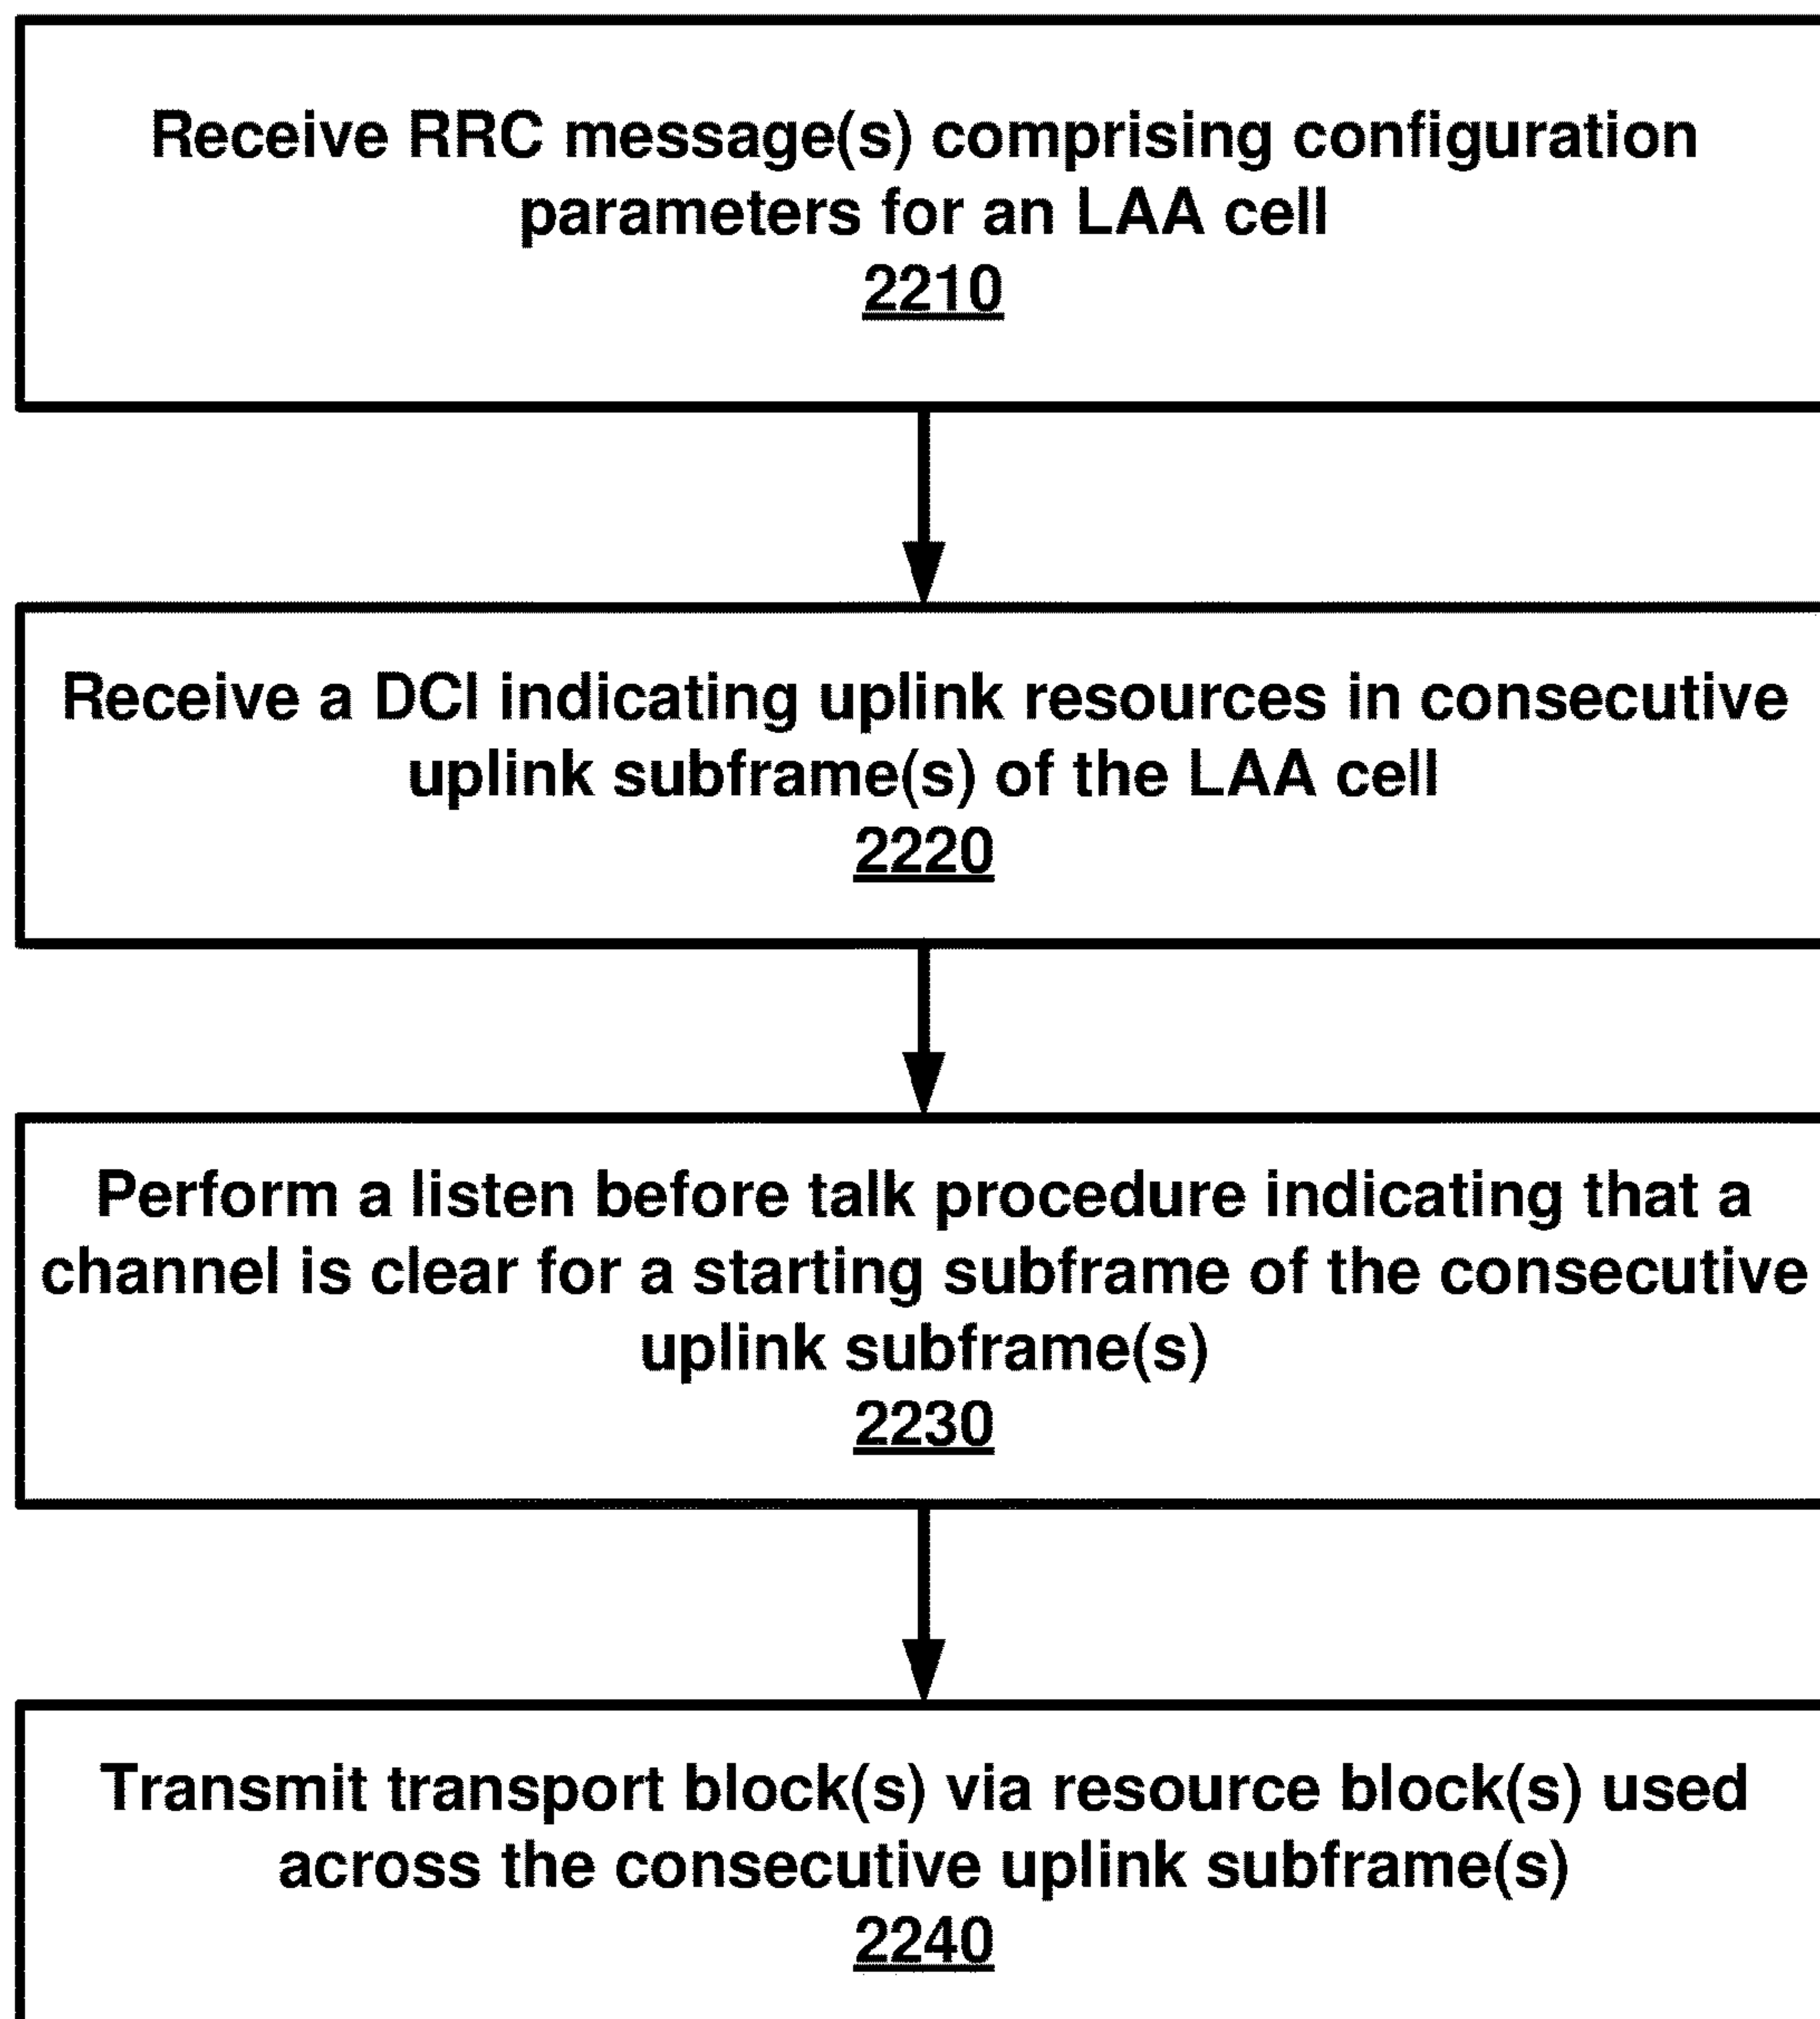 Receive RRC message(s) comprising configuration
parameters for an LAA cell
2210
Receive a DCI indicating uplink resources in consecutive
uplink subframe(s) of the LAA cell
2220
Perform a listen before talk procedure indicating that a
channel is clear for a starting subframe of the consecutive
uplink subframe(s)
2230
Transmit transport block(s) via resource block(s) used
across the consecutive uplink subframe(s)
2240